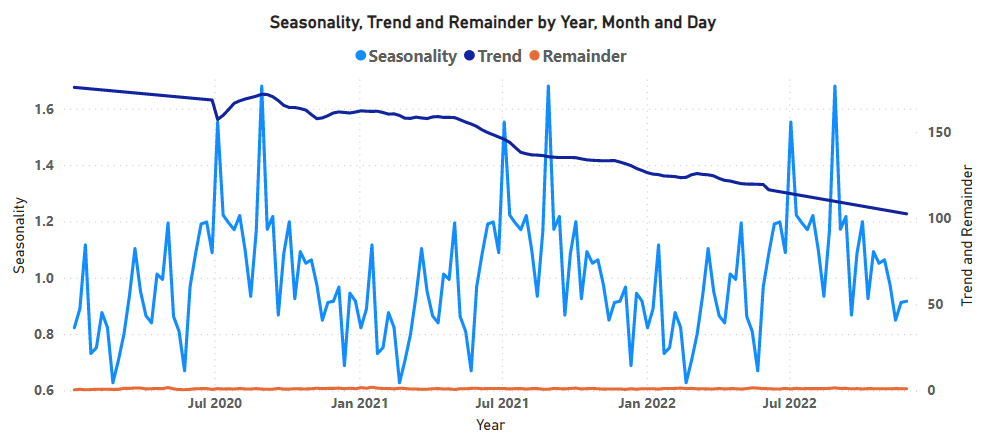 Seasonality, Trend and Remainder by Year, Month and Day
Seasonality Trend Remainder
1.6
1.4
1.2
1.0
0.8
0.6
Seasonality
150
100
50
0
Trend and Remainder
Jul 2020 Jan 2021 Jul 2021 Jan 2022 Jul 2022
Year